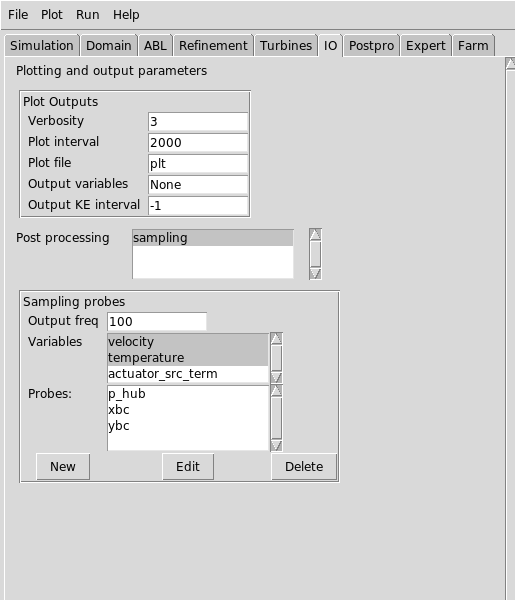 File Plot Run Help
Simulation Domain ABL Refinement Turbines IO Postpro Expert Farm
Plotting and output parameters
Plot Outputs
Verbosity 3
Plot interval 2000
Plot file plt
Output variables None
Output KE interval -1
Post processing sampling
Sampling probes
Output freq 100
Variables velocity
temperature
actuator_src_term
Probes: p_hub
xbc
ybc
New Edit Delete